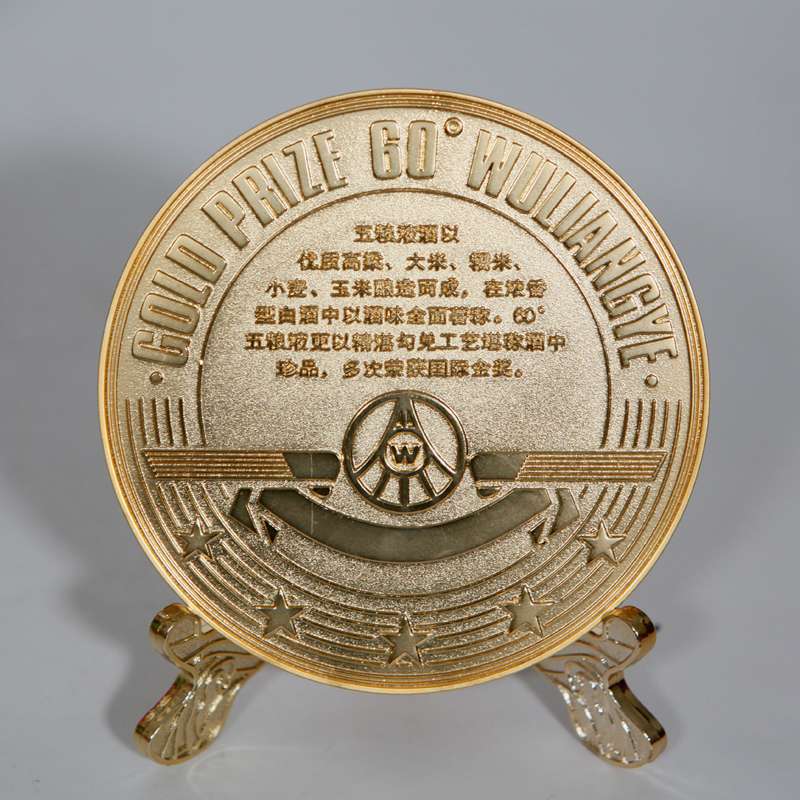 GOLD PRIZE 60° WULIANGYE
五粮液酒以
优质高粱、大米、糯米、
小麦、玉米酿造而成，在浓香
型白酒中以酒味全面著称。60°
五粮液更以精湛勾兑工艺堪称酒中
珍品，多次荣获国际金奖。
W